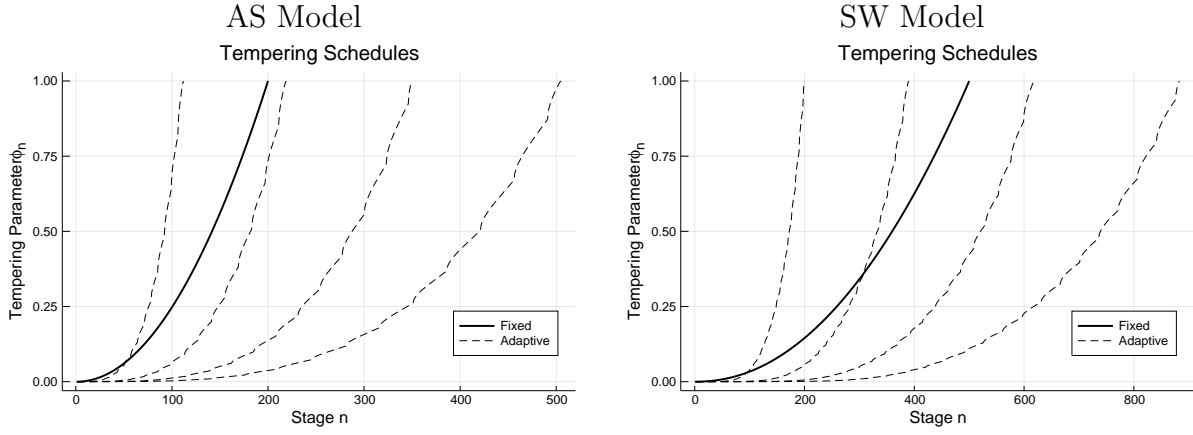 AS Model
Tempering Schedules
1.00
0.75
0.50
0.25
0.00
Tempering Parameterϕn
0 100 200 300 400 500
Stage n
Fixed
Adaptive
SW Model
Tempering Schedules
1.00
0.75
0.50
0.25
0.00
Tempering Parameterϕn
0 200 400 600 800
Stage n
Fixed
Adaptive